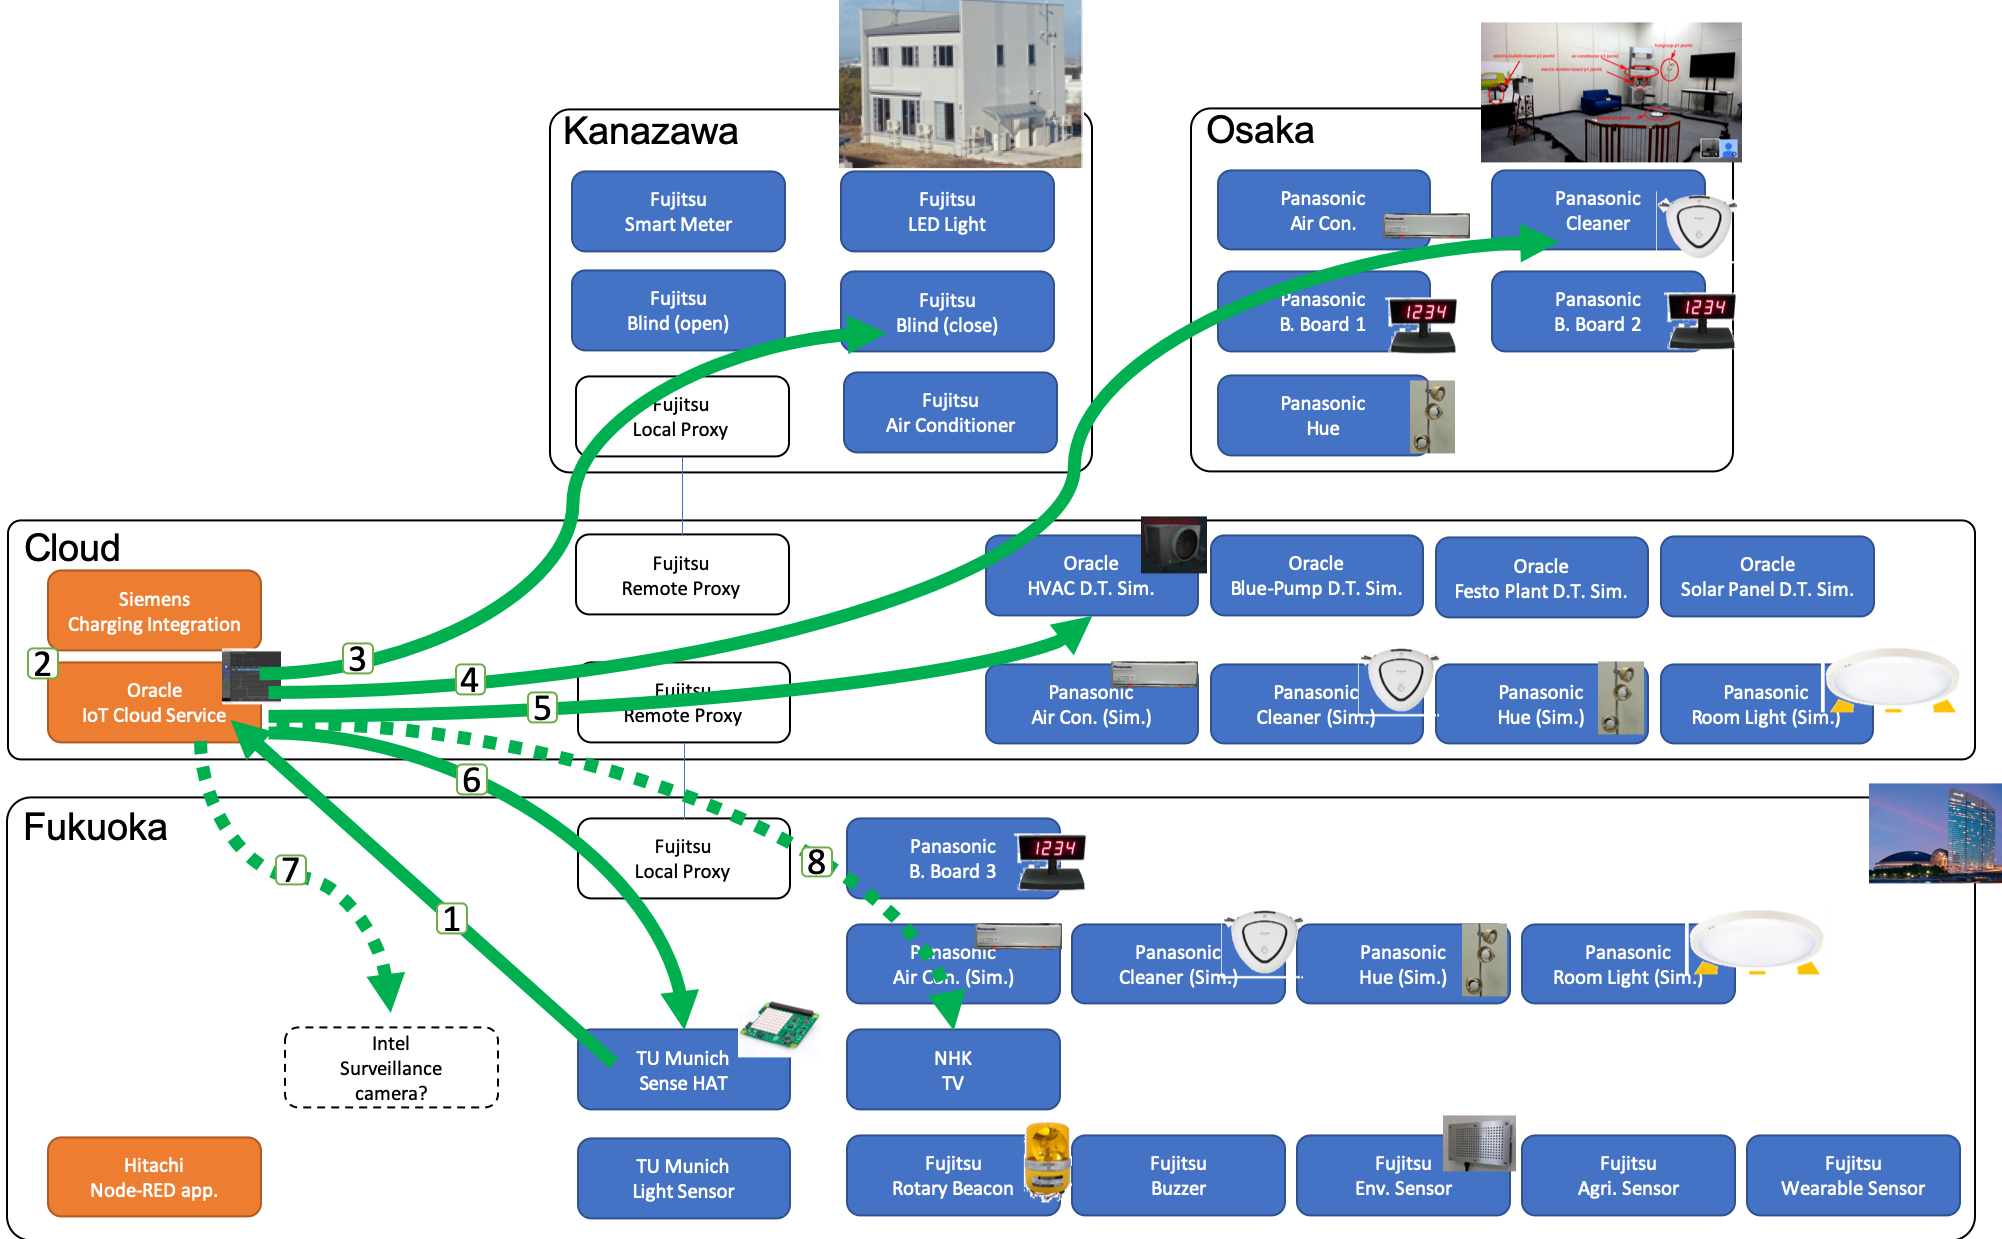 Kanazawa
Fujitsu
Smart Meter
Fujitsu
LED Light
Fujitsu
Blind (open)
Fujitsu
Blind (close)
Fujitsu
Local Proxy
Fujitsu
Air Conditioner
Osaka
Panasonic
Air Con.
Panasonic
Cleaner
Panasonic
B. Board 1
1234
Panasonic
B. Board 2
1234
Panasonic
Hue
Cloud
Siemens
Charging Integration
2
Oracle
IoT Cloud Service
3
4
5
6
Fujitsu
Remote Proxy
Fujitsu
Remote Proxy
Oracle
HVAC D.T. Sim.
Oracle
Blue-Pump D.T. Sim.
Oracle
Festo Plant D.T. Sim.
Oracle
Solar Panel D.T. Sim.
Panasonic
Air Con. (Sim.)
Panasonic
Cleaner (Sim.)
Panasonic
Hue (Sim.)
Panasonic
Room Light (Sim.)
Fukuoka
7
1
8
Fujitsu
Local Proxy
Panasonic
B. Board 3
1234
Panasonic
Air Con. (Sim.)
Panasonic
Cleaner (Sim.)
Panasonic
Hue (Sim.)
Panasonic
Room Light (Sim.)
Intel
Surveillance
camera?
TU Munich
Sense HAT
NHK
TV
Hitachi
Node-RED app.
TU Munich
Light Sensor
Fujitsu
Rotary Beacon
Fujitsu
Buzzer
Fujitsu
Env. Sensor
Fujitsu
Agri. Sensor
Fujitsu
Wearable Sensor